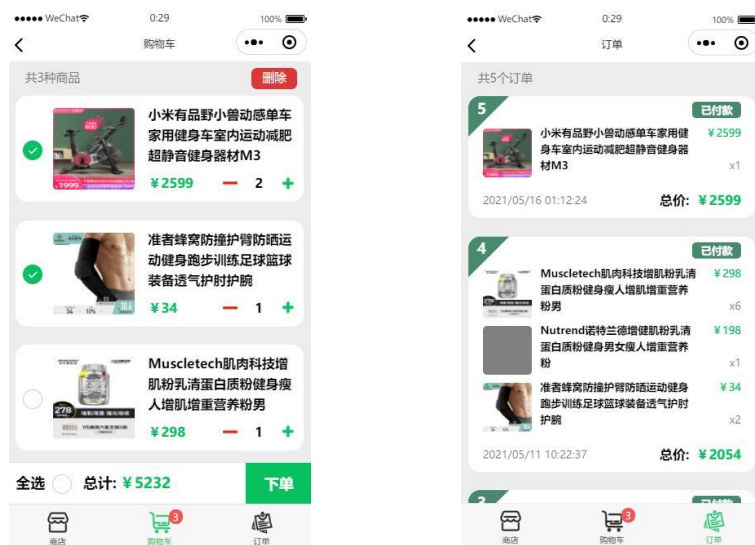 WeChat
0:29
100%
购物车
共3种商品
删除
小米有品野小兽动感单车
家用健身车室内运动减肥
超静音健身器材M3
¥1999
¥2599
2
准者蜂窝防撞护臂防晒运
动健身跑步训练足球篮球
装备透气护肘护腕
¥34
1
Muscletech肌肉科技增
肌粉乳清蛋白质粉健身瘦
人增肌增重营养粉男
278
¥298
1
全选
总计: ¥5232
下单
商店
3
购物车
订单
WeChat
0:29
100%
订单
共5个订单
5
已付款
小米有品野小兽动感单车家用健
身车室内运动减肥超静音健身器
材M3
¥2599
x1
2021/05/16 01:12:24
总价: ¥2599
4
已付款
Muscletech肌肉科技增肌粉乳清
蛋白质粉健身瘦人增肌增重营养
粉男
¥298
x6
Nutrend诺特兰德增健肌粉乳清
蛋白质粉健身男女瘦人增重营养
粉
¥198
x1
准者蜂窝防撞护臂防晒运动健身
跑步训练足球篮球装备透气护肘
护腕
¥34
x2
2021/05/11 10:22:37
总价: ¥2054
3
已付款
商店
3
购物车
订单